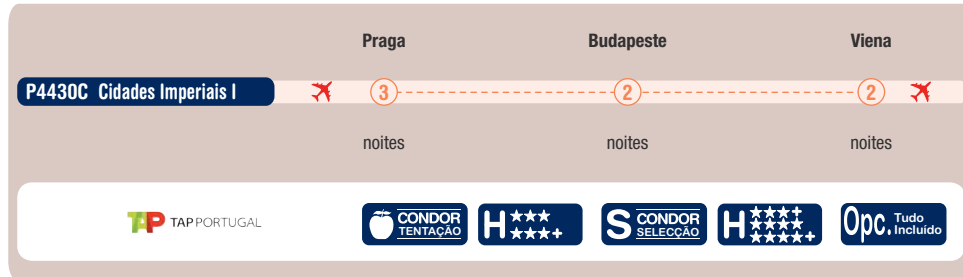 Praga Budapeste Viena
P4430C Cidades Imperiais I 3 2 2
noites noites noites
TAP TAP PORTUGAL
CONDOR
TENTAÇÃO
H ★★★
★★★+
S CONDOR
SELECÇÃO
H ★★★★+
★★★★+
Opc. Tudo
Incluído